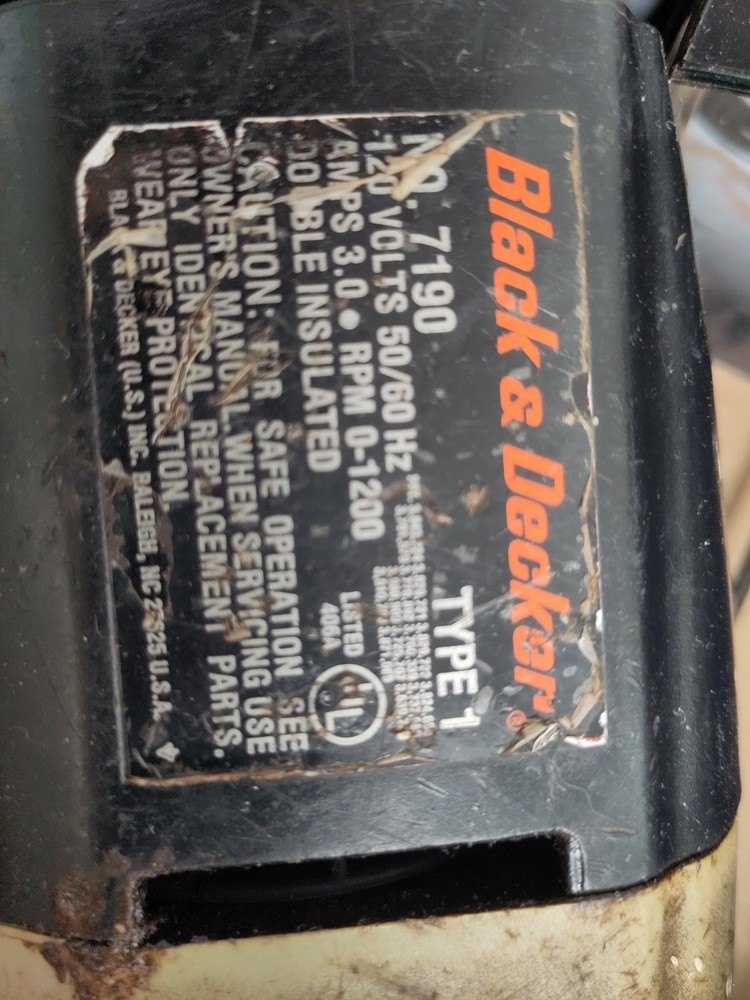 Black & Decker®
NO. 7190 TYPE 1
120 VOLTS 50/60 Hz
AMPS 3.0 • RPM 0-1200
DOUBLE INSULATED
LISTED
406A
UL
CAUTION: FOR SAFE OPERATION SEE
OWNER'S MANUAL. WHEN SERVICING USE
ONLY IDENTICAL REPLACEMENT PARTS.
WEAR EYE PROTECTION
BLACK & DECKER (U.S.) INC. RALEIGH, NC U.S.A.